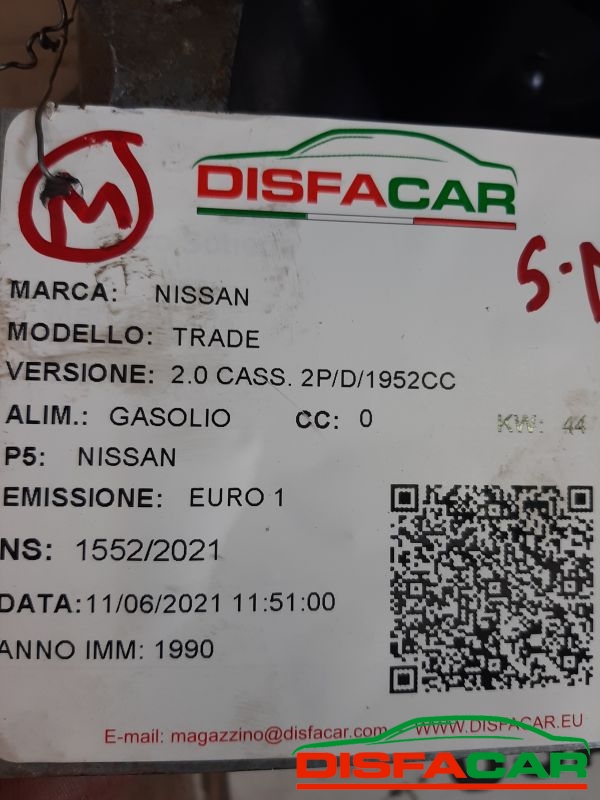 M
DISFACAR
MARCA: NISSAN
MODELLO: TRADE
VERSIONE: 2.0 CASS. 2P/D/1952CC
ALIM.: GASOLIO CC: 0 KW: 44
P5: NISSAN
EMISSIONE: EURO 1
NS: 1552/2021
DATA:11/06/2021 11:51:00
ANNO IMM: 1990
E-mail: magazzino@disfacar.com - WWW.DISFACAR.EU
DISFACAR